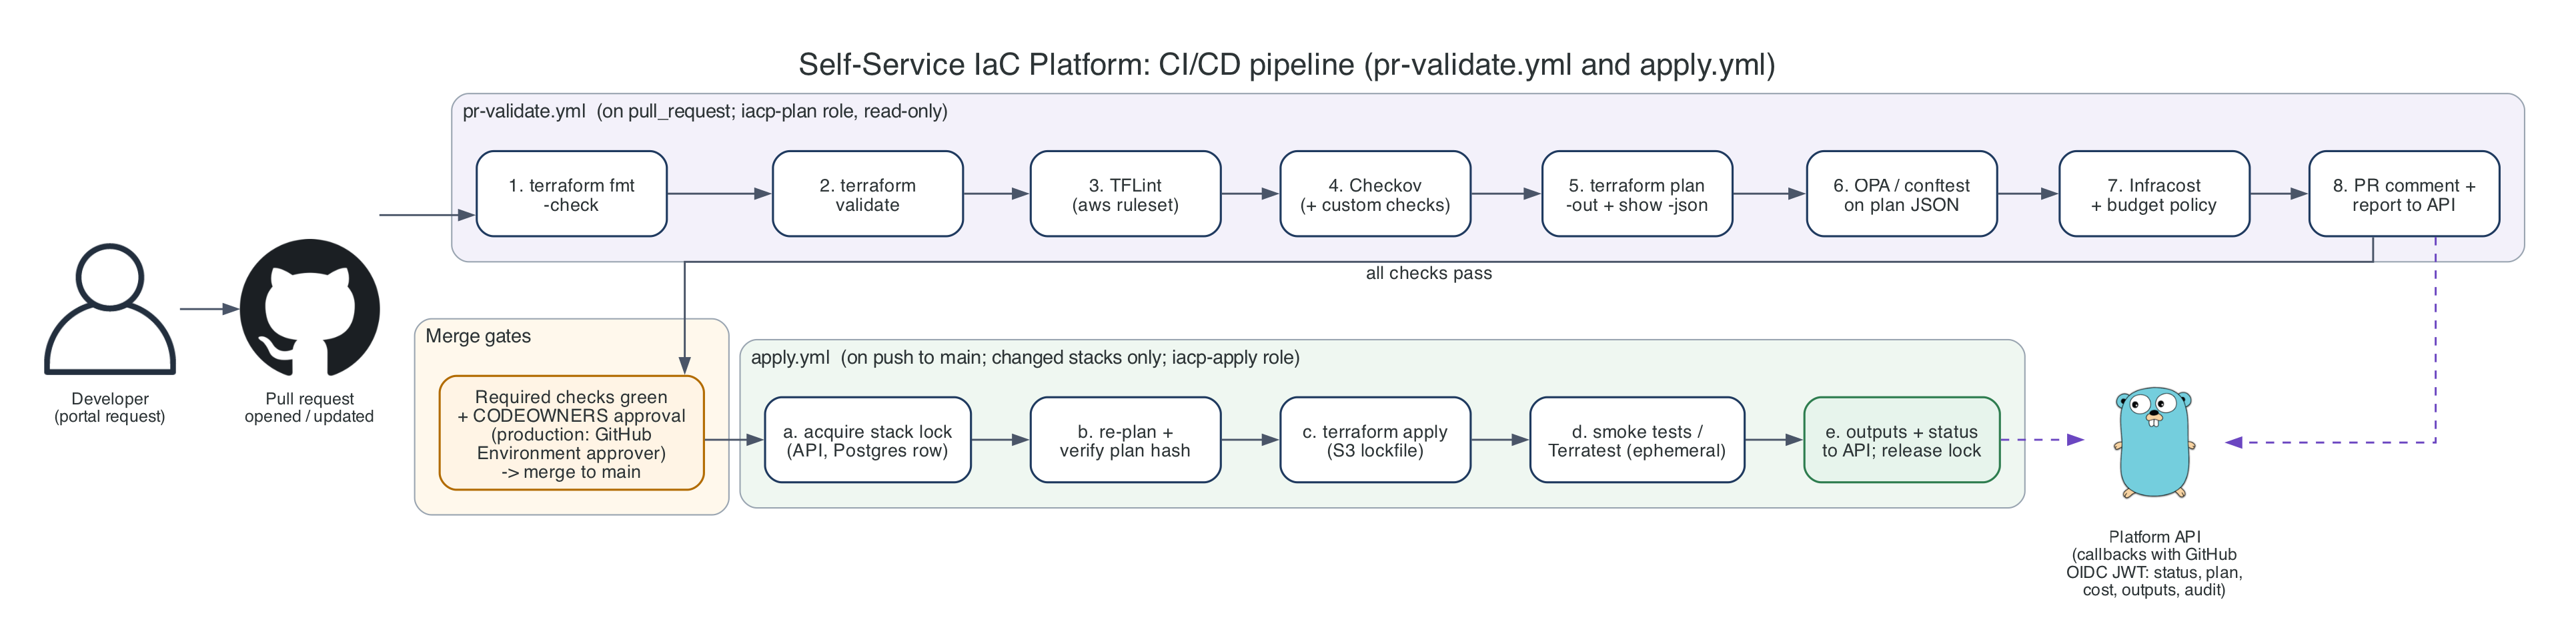 Self-Service IaC Platform: CI/CD pipeline (pr-validate.yml and apply.yml)
pr-validate.yml  (on pull_request; iacp-plan role, read-only)
1. terraform fmt
-check
2. terraform
validate
3. TFLint
(aws ruleset)
4. Checkov
(+ custom checks)
5. terraform plan
-out + show -json
6. OPA / conftest
on plan JSON
7. Infracost
+ budget policy
8. PR comment +
report to API
all checks pass
Developer
(portal request)
Pull request
opened / updated
Merge gates
Required checks green
+ CODEOWNERS approval
(production: GitHub
Environment approver)
-> merge to main
apply.yml  (on push to main; changed stacks only; iacp-apply role)
a. acquire stack lock
(API, Postgres row)
b. re-plan +
verify plan hash
c. terraform apply
(S3 lockfile)
d. smoke tests /
Terratest (ephemeral)
e. outputs + status
to API; release lock
Platform API
(callbacks with GitHub
OIDC JWT: status, plan,
cost, outputs, audit)